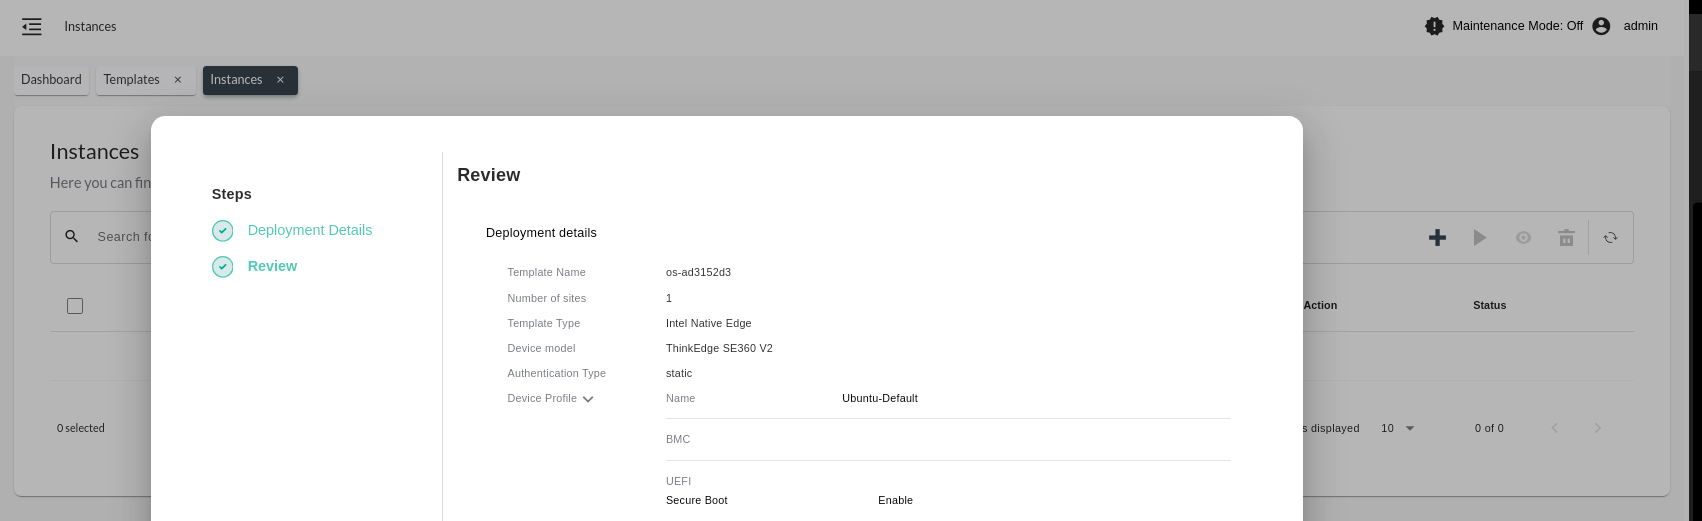 Instances
Maintenance Mode: Off
admin
Dashboard
Templates ×
Instances ×
Instances
Here you can fin
Search fo
Action
Status
0 selected
s displayed
10
0 of 0
Steps
Deployment Details
Review
Review
Deployment details
Template Name os-ad3152d3
Number of sites 1
Template Type Intel Native Edge
Device model ThinkEdge SE360 V2
Authentication Type static
Device Profile Name Ubuntu-Default
BMC
UEFI
Secure Boot Enable